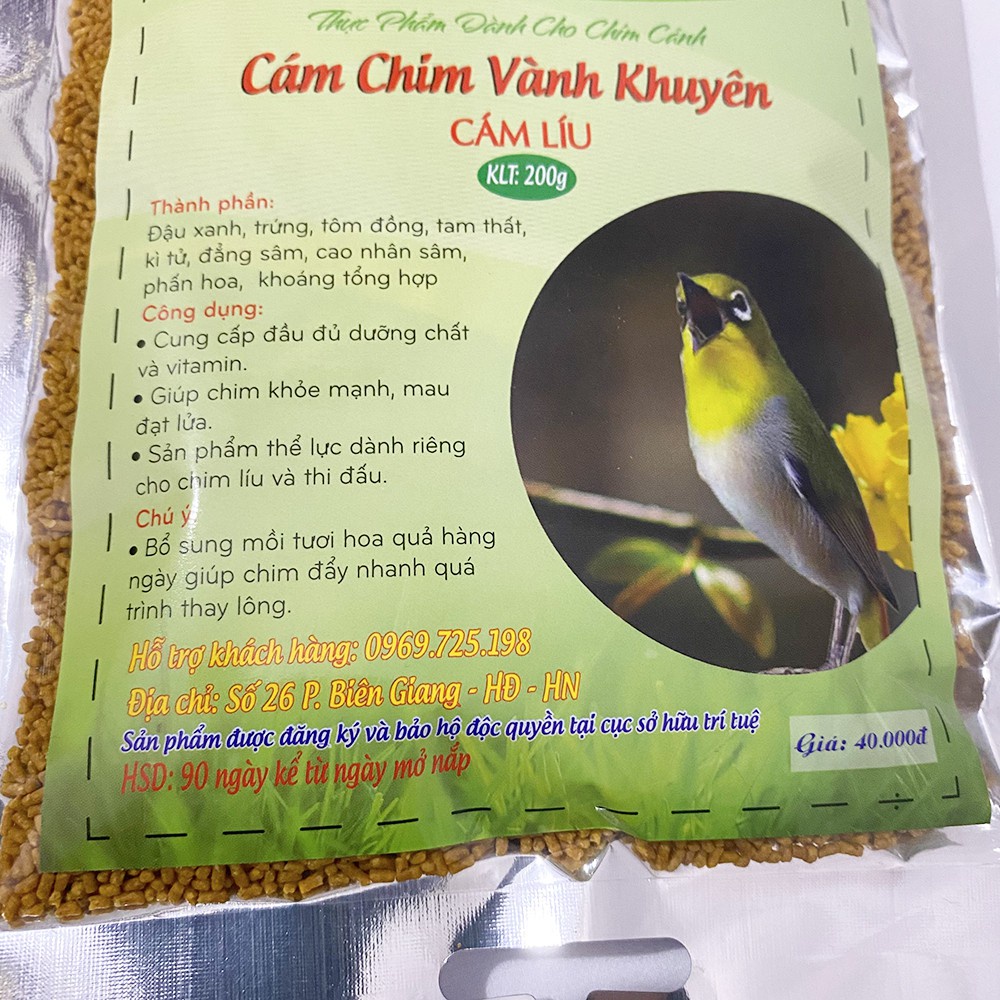 Thực Phẩm Dành Cho Chim Cảnh
Cám Chim Vành Khuyên
CÁM LÍU
KLT: 200g
Thành phần:
Đậu xanh, trứng, tôm đồng, tam thất,
kì tử, đẳng sâm, cao nhân sâm,
phấn hoa, khoáng tổng hợp
Công dụng:
• Cung cấp đầu đủ dưỡng chất
và vitamin.
• Giúp chim khỏe mạnh, mau
đạt lửa.
• Sản phẩm thể lực dành riêng
cho chim líu và thi đấu.
Chú ý
• Bổ sung mồi tươi hoa quả hàng
ngày giúp chim đẩy nhanh quá
trình thay lông.
Hỗ trợ khách hàng: 0969.725.198
Địa chỉ: Số 26 P. Biên Giang - HĐ - HN
Sản phẩm được đăng ký và bảo hộ độc quyền tại cục sở hữu trí tuệ
Giá: 40.000đ
HSD: 90 ngày kể từ ngày mở nắp